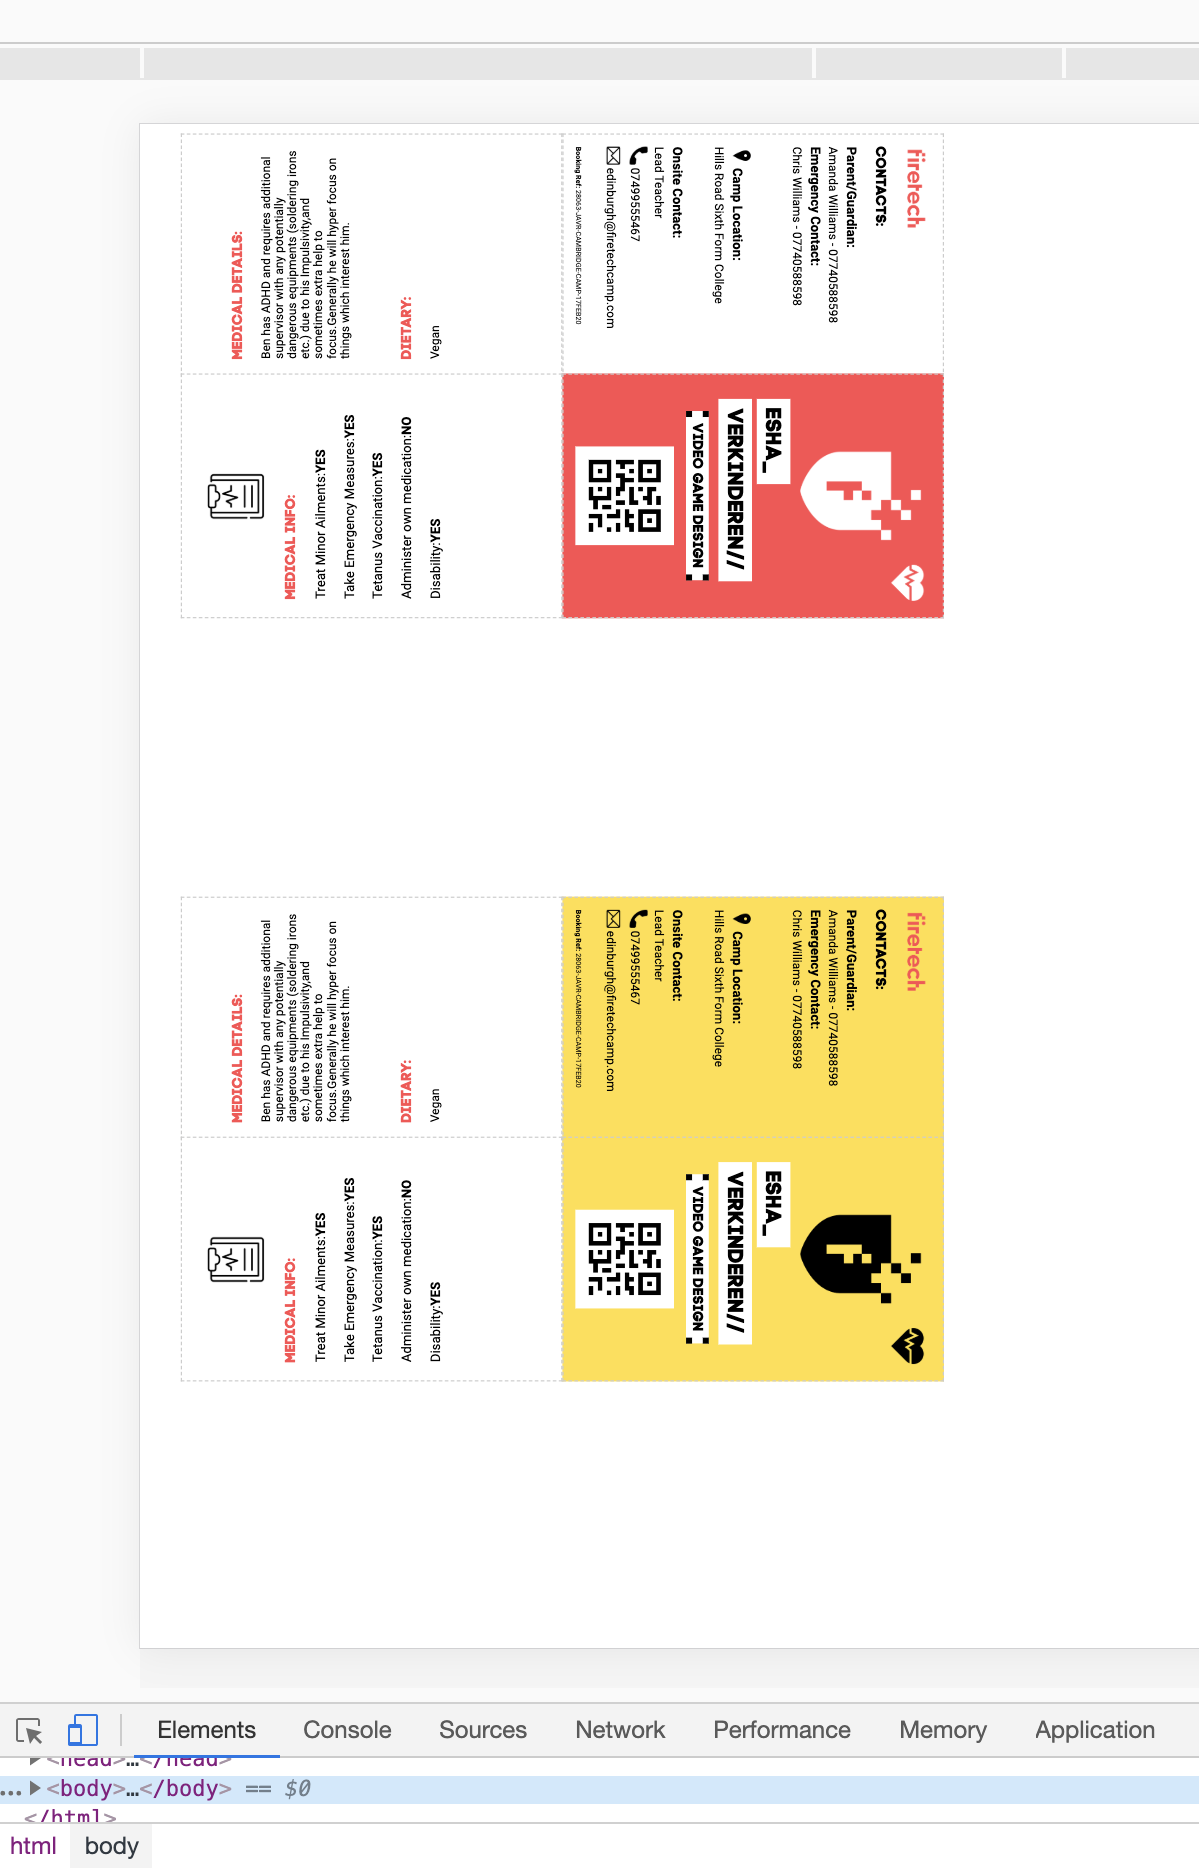 MEDICAL DETAILS:
Ben has ADHD and requires additional
supervisor with any potentially
dangerous equipments (soldering irons
etc.) due to his Impulsivity,and
sometimes extra help to
focus.Generally he will hyper focus on
things which interest him.
DIETARY:
Vegan
firetech
CONTACTS:
Parent/Guardian:
Amanda Williams - 07740588598
Emergency Contact:
Chris Williams - 07740588598
Camp Location:
Hills Road Sixth Form College
Onsite Contact:
Lead Teacher
07499555467
edinburgh@firetechcamp.com
Booking Ref: 28063-JAVR-CAMBRIDGE-CAMP-17FEB20
MEDICAL INFO:
Treat Minor Ailments:YES
Take Emergency Measures:YES
Tetanus Vaccination:YES
Administer own medication:NO
Disability:YES
ESHA_
VERKINDEREN//
VIDEO GAME DESIGN
MEDICAL DETAILS:
Ben has ADHD and requires additional
supervisor with any potentially
dangerous equipments (soldering irons
etc.) due to his Impulsivity,and
sometimes extra help to
focus.Generally he will hyper focus on
things which interest him.
DIETARY:
Vegan
firetech
CONTACTS:
Parent/Guardian:
Amanda Williams - 07740588598
Emergency Contact:
Chris Williams - 07740588598
Camp Location:
Hills Road Sixth Form College
Onsite Contact:
Lead Teacher
07499555467
edinburgh@firetechcamp.com
Booking Ref: 28063-JAVR-CAMBRIDGE-CAMP-17FEB20
MEDICAL INFO:
Treat Minor Ailments:YES
Take Emergency Measures:YES
Tetanus Vaccination:YES
Administer own medication:NO
Disability:YES
ESHA_
VERKINDEREN//
VIDEO GAME DESIGN
Elements Console Sources Network Performance Memory Application
<head>…</head>
… <body>…</body> == $0
</html>
html body